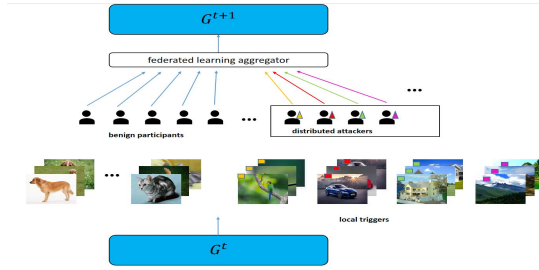 G^{t+1}
federated learning aggregator
...
...
benign participants
distributed attackers
...
local triggers
G^t